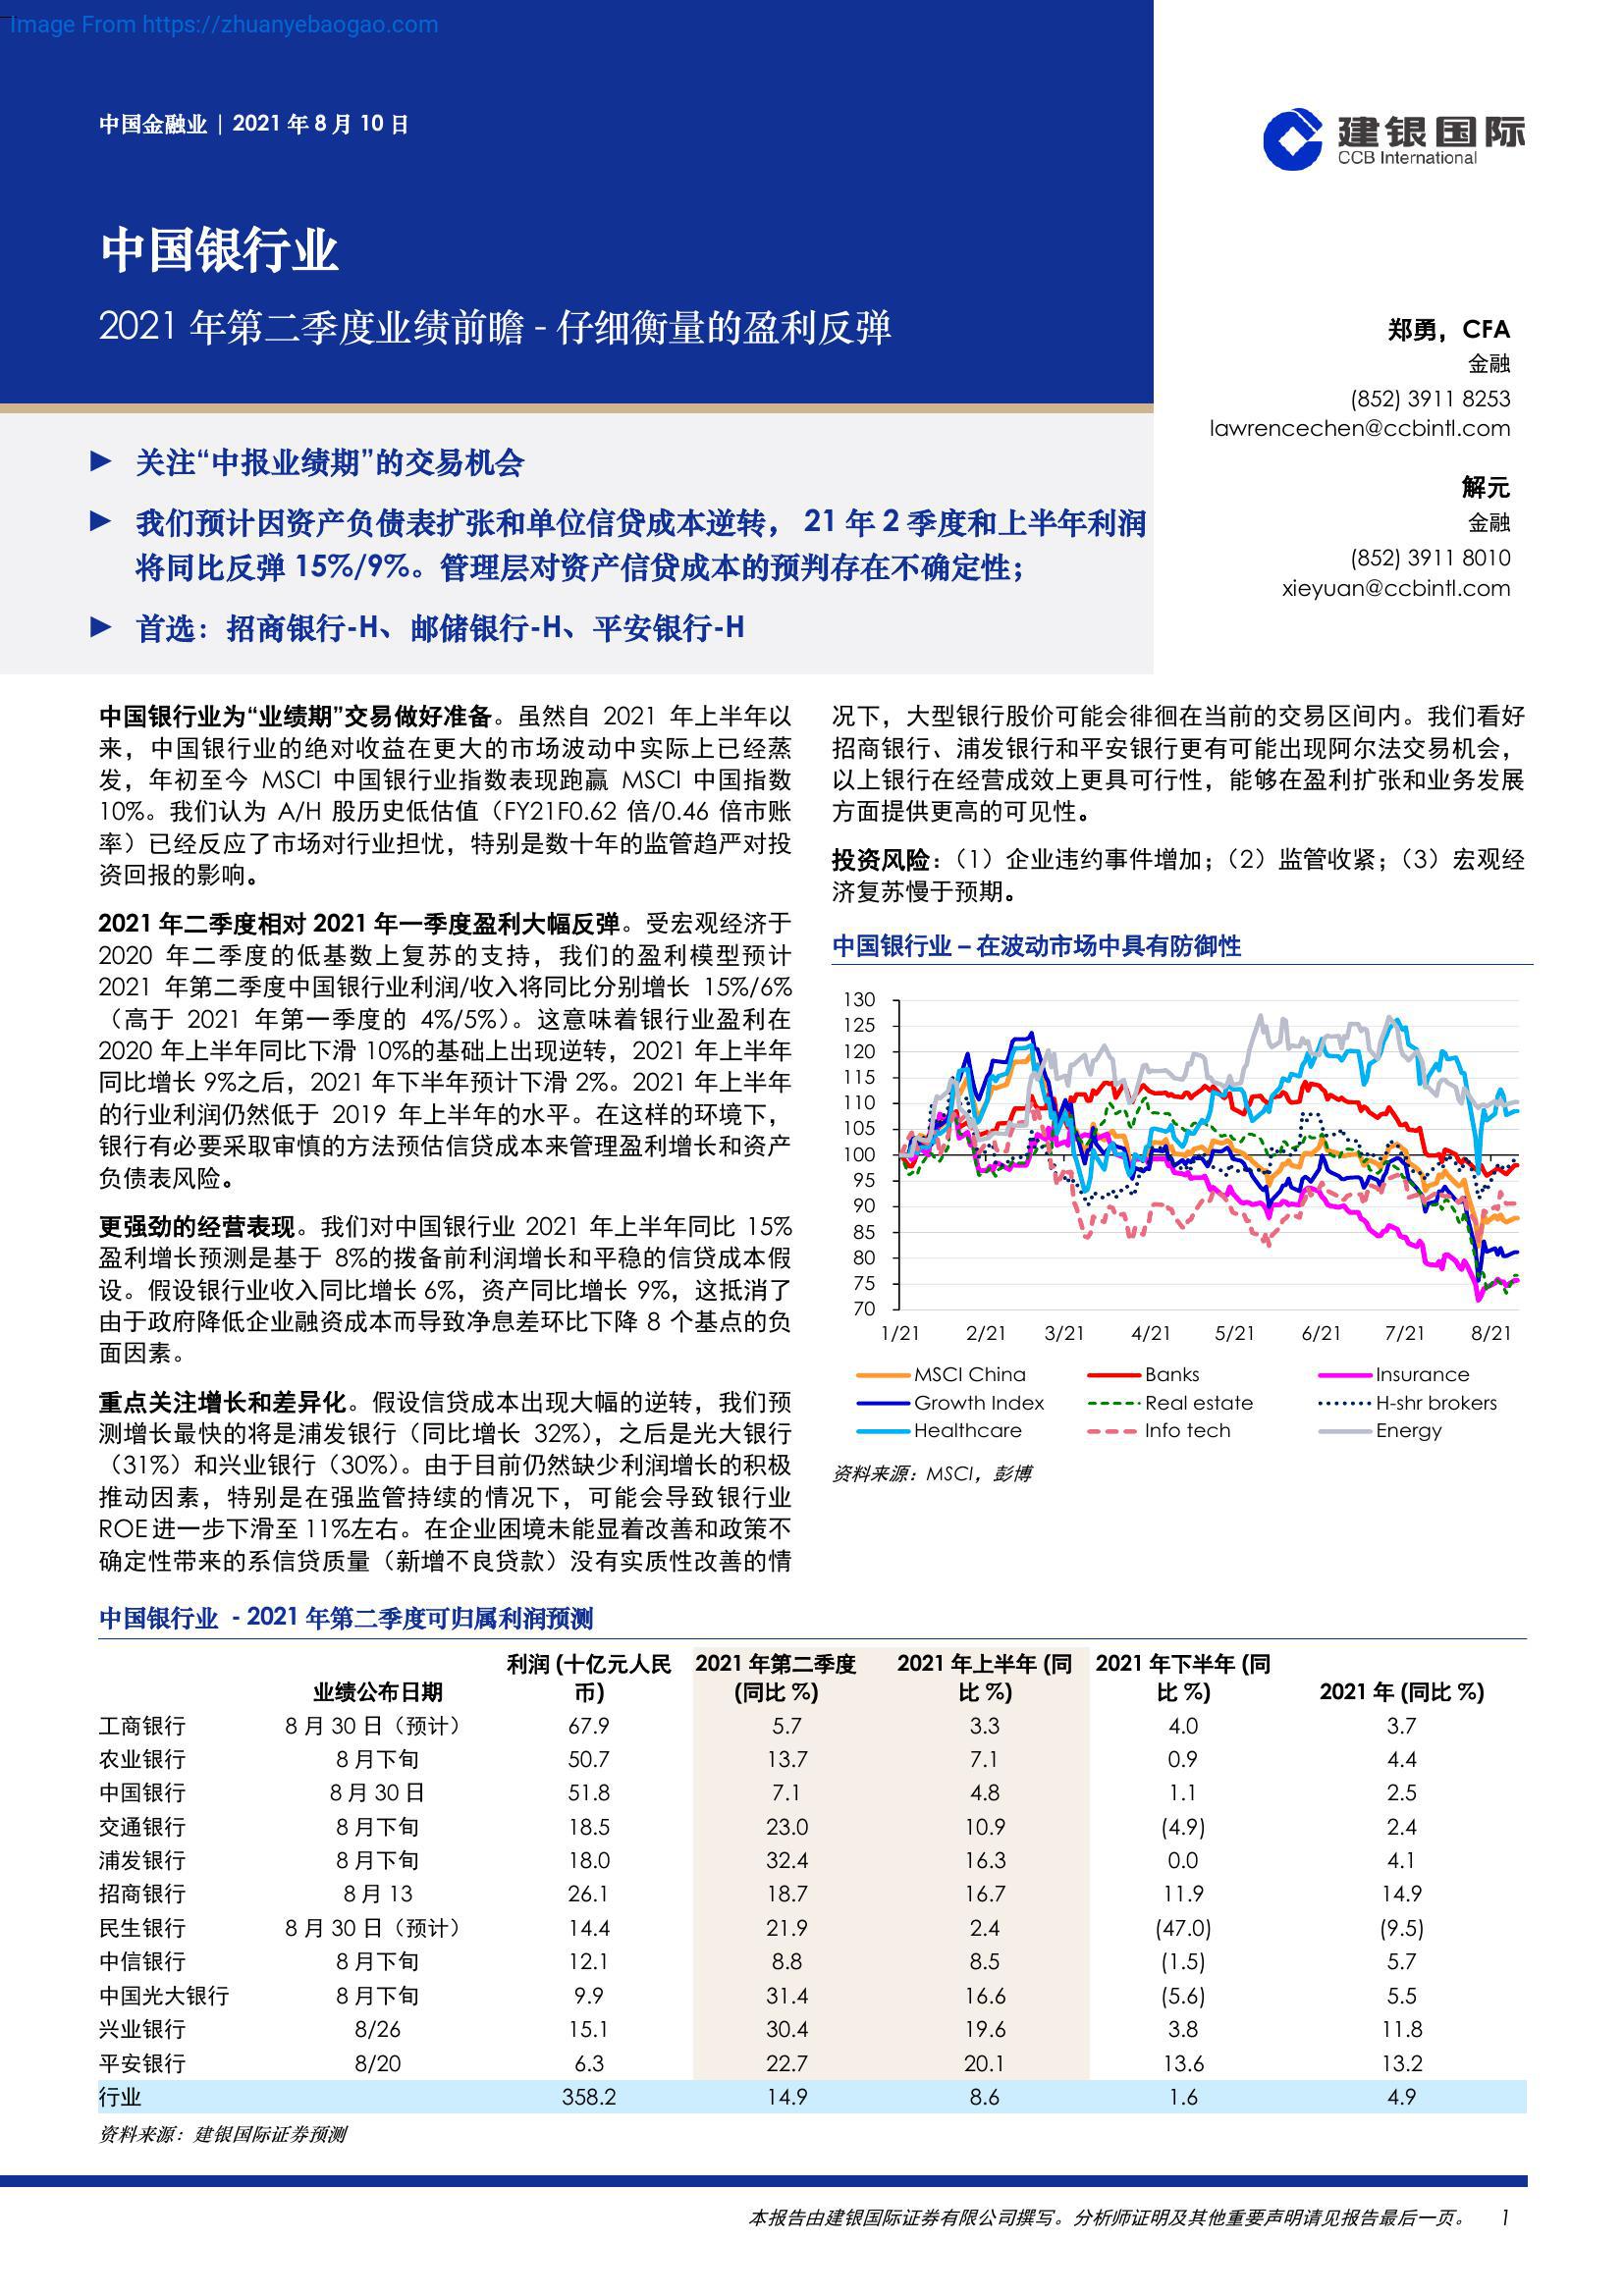 Image From https://zhuanyebaogao.com
中国金融业 | 2021 年 8 月 10 日
建银国际
CCB International
中国银行业
2021 年第二季度业绩前瞻 - 仔细衡量的盈利反弹
郑勇，CFA
金融
(852) 3911 8253
lawrencechen@ccbintl.com
解元
金融
(852) 3911 8010
xieyuan@ccbintl.com
► 关注“中报业绩期”的交易机会
► 我们预计因资产负债表扩张和单位信贷成本逆转， 21 年 2 季度和上半年利润
将同比反弹 15%/9%。管理层对资产信贷成本的预判存在不确定性；
► 首选：招商银行-H、邮储银行-H、平安银行-H
中国银行业为“业绩期”交易做好准备。虽然自 2021 年上半年以
来，中国银行业的绝对收益在更大的市场波动中实际上已经蒸
发，年初至今 MSCI 中国银行业指数表现跑赢 MSCI 中国指数
10%。我们认为 A/H 股历史低估值（FY21F0.62 倍/0.46 倍市账
率）已经反应了市场对行业担忧，特别是数十年的监管趋严对投
资回报的影响。
2021 年二季度相对 2021 年一季度盈利大幅反弹。受宏观经济于
2020 年二季度的低基数上复苏的支持，我们的盈利模型预计
2021 年第二季度中国银行业利润/收入将同比分别增长 15%/6%
（高于 2021 年第一季度的 4%/5%）。这意味着银行业盈利在
2020 年上半年同比下滑 10%的基础上出现逆转，2021 年上半年
同比增长 9%之后，2021 年下半年预计下滑 2%。2021 年上半年
的行业利润仍然低于 2019 年上半年的水平。在这样的环境下，
银行有必要采取审慎的方法预估信贷成本来管理盈利增长和资产
负债表风险。
更强劲的经营表现。我们对中国银行业 2021 年上半年同比 15%
盈利增长预测是基于 8%的拨备前利润增长和平稳的信贷成本假
设。假设银行业收入同比增长 6%，资产同比增长 9%，这抵消了
由于政府降低企业融资成本而导致净息差环比下降 8 个基点的负
面因素。
重点关注增长和差异化。假设信贷成本出现大幅的逆转，我们预
测增长最快的将是浦发银行（同比增长 32%），之后是光大银行
（31%）和兴业银行（30%）。由于目前仍然缺少利润增长的积极
推动因素，特别是在强监管持续的情况下，可能会导致银行业
ROE 进一步下滑至 11%左右。在企业困境未能显着改善和政策不
确定性带来的系信贷质量（新增不良贷款）没有实质性改善的情
况下，大型银行股价可能会徘徊在当前的交易区间内。我们看好
招商银行、浦发银行和平安银行更有可能出现阿尔法交易机会，
以上银行在经营成效上更具可行性，能够在盈利扩张和业务发展
方面提供更高的可见性。
投资风险：（1）企业违约事件增加；（2）监管收紧；（3）宏观经
济复苏慢于预期。
中国银行业 – 在波动市场中具有防御性
130
125
120
115
110
105
100
95
90
85
80
75
70
1/21 2/21 3/21 4/21 5/21 6/21 7/21 8/21
MSCI China Banks Insurance
Growth Index Real estate H-shr brokers
Healthcare Info tech Energy
资料来源：MSCI，彭博
中国银行业 - 2021 年第二季度可归属利润预测
利润 (十亿元人民 2021 年第二季度 2021 年上半年 (同 2021 年下半年 (同
业绩公布日期 币) (同比 %) 比 %) 比 %) 2021 年 (同比 %)
工商银行 8 月 30 日（预计） 67.9 5.7 3.3 4.0 3.7
农业银行 8 月下旬 50.7 13.7 7.1 0.9 4.4
中国银行 8 月 30 日 51.8 7.1 4.8 1.1 2.5
交通银行 8 月下旬 18.5 23.0 10.9 (4.9) 2.4
浦发银行 8 月下旬 18.0 32.4 16.3 0.0 4.1
招商银行 8 月 13 26.1 18.7 16.7 11.9 14.9
民生银行 8 月 30 日（预计） 14.4 21.9 2.4 (47.0) (9.5)
中信银行 8 月下旬 12.1 8.8 8.5 (1.5) 5.7
中国光大银行 8 月下旬 9.9 31.4 16.6 (5.6) 5.5
兴业银行 8/26 15.1 30.4 19.6 3.8 11.8
平安银行 8/20 6.3 22.7 20.1 13.6 13.2
行业 358.2 14.9 8.6 1.6 4.9
资料来源：建银国际证券预测
本报告由建银国际证券有限公司撰写。分析师证明及其他重要声明请见报告最后一页。 1